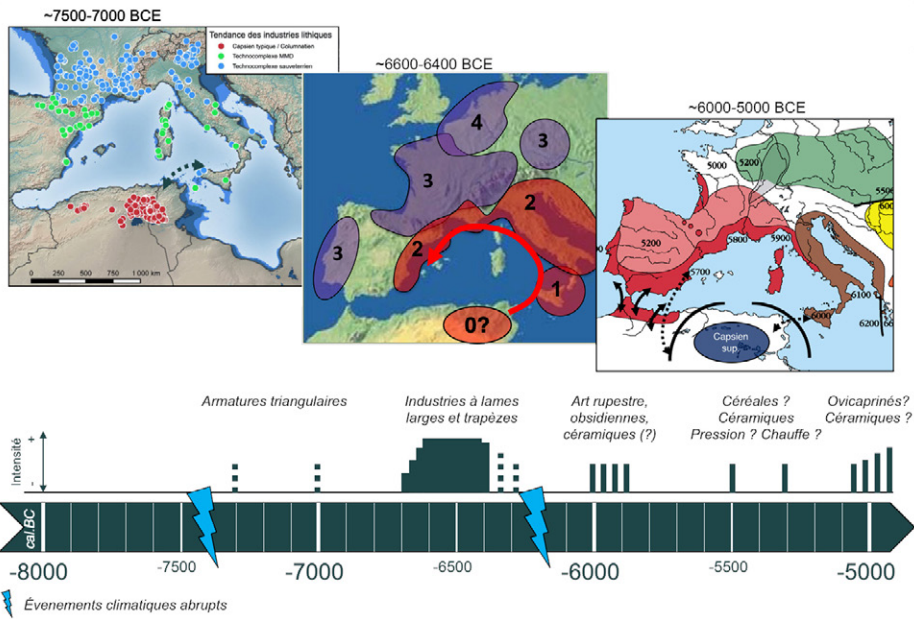 ~7500-7000 BCE
Tendance des industries lithiques
Capsien typique / Columnatien
Technocomplexe MMD
Technocomplexe sauveterrien
0 250 500 750 1 000 km
~6600-6400 BCE
4
3
3
2
2
3
1
0?
~6000-5000 BCE
5000
5200
5500
5200
5800
5900
5700
6100
6000
6200
Capsien
sup.
Armatures triangulaires
Industries à lames
larges et trapèzes
Art rupestre,
obsidiennes,
céramiques (?)
Céréales ?
Céramiques
Pression ? Chauffe ?
Ovicaprinés?
Céramiques ?
Intensité
+
-
cal.BC
-8000
-7500
-7000
-6500
-6000
-5500
-5000
Évenements climatiques abrupts